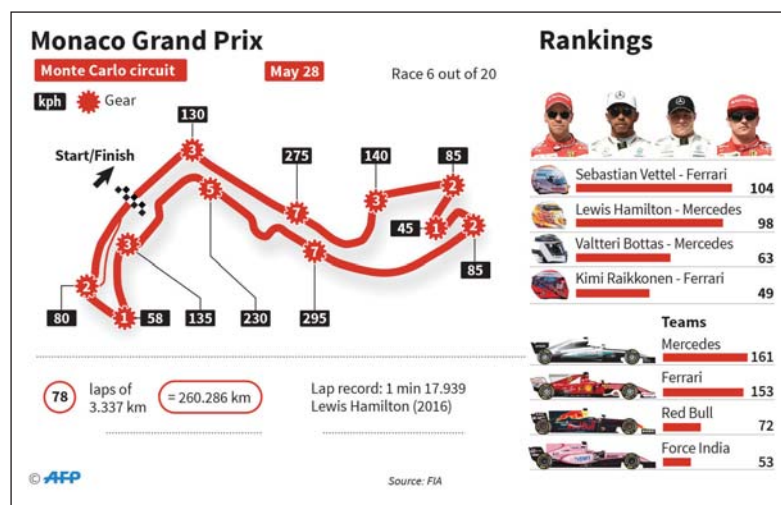 Monaco Grand Prix
Monte Carlo circuit
May 28
Race 6 out of 20
kph
Gear
Start/Finish
130
3
275
7
140
3
85
2
45
1
2
85
5
3
7
2
1
80
58
135
230
295
78
laps of
3.337 km
= 260.286 km
Lap record: 1 min 17.939
Lewis Hamilton (2016)
© AFP
Source: FIA
Rankings
Sebastian Vettel - Ferrari
104
Lewis Hamilton - Mercedes
98
Valtteri Bottas - Mercedes
63
Kimi Raikkonen - Ferrari
49
Teams
Mercedes
161
Ferrari
153
Red Bull
72
Force India
53